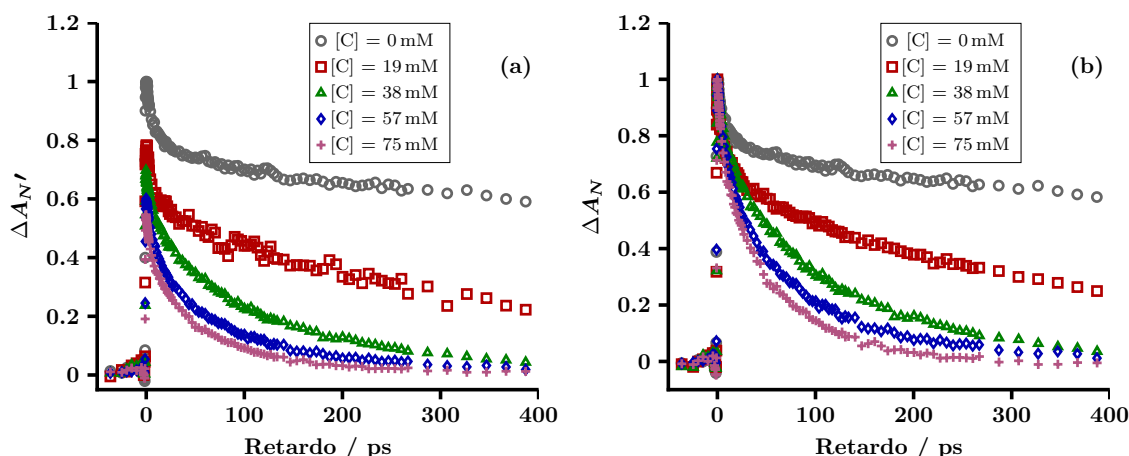 1.2
1
0.8
0.6
0.4
0.2
0
0
100
200
300
400
Retardo / ps
ΔA_N′
[C] = 0 mM
[C] = 19 mM
[C] = 38 mM
[C] = 57 mM
[C] = 75 mM
(a)
1.2
1
0.8
0.6
0.4
0.2
0
0
100
200
300
400
Retardo / ps
ΔA_N
[C] = 0 mM
[C] = 19 mM
[C] = 38 mM
[C] = 57 mM
[C] = 75 mM
(b)